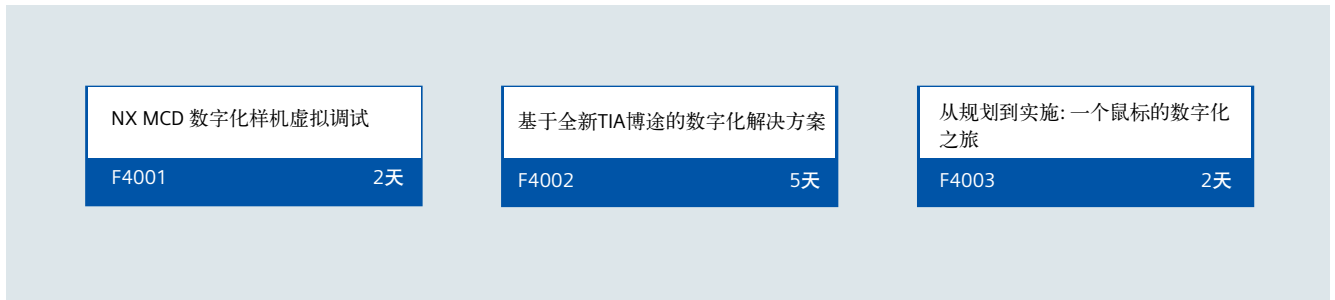 NX MCD 数字化样机虚拟调试
F4001 2天
基于全新TIA博途的数字化解决方案
F4002 5天
从规划到实施: 一个鼠标的数字化
之旅
F4003 2天